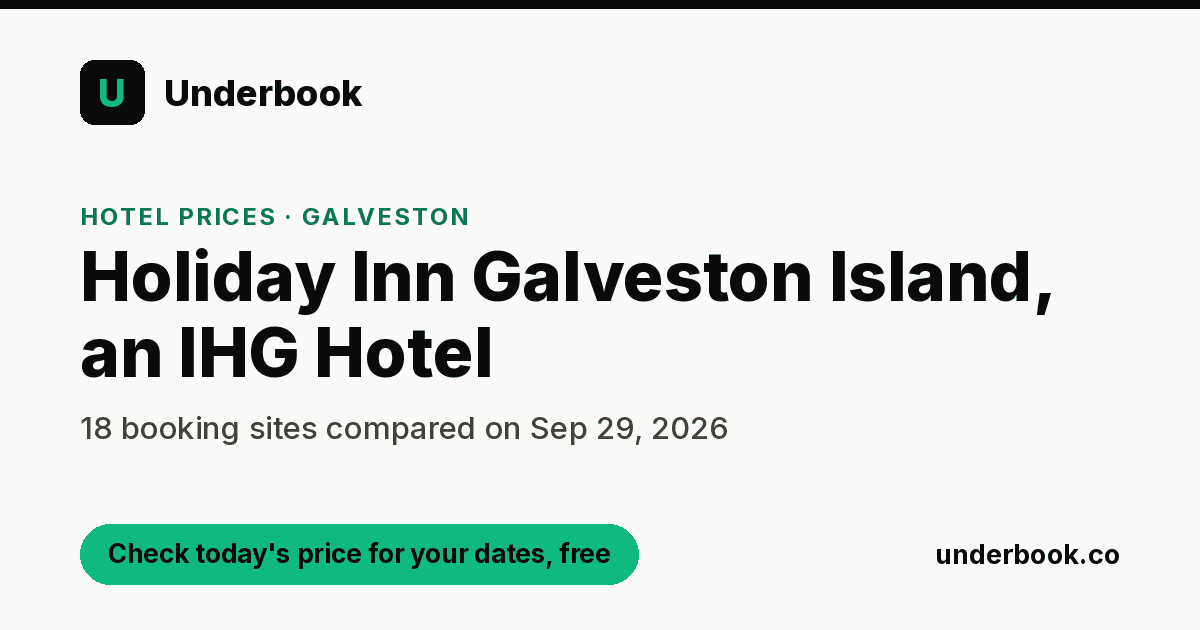 U Underbook
HOTEL PRICES · GALVESTON
Holiday Inn Galveston Island,
an IHG Hotel
18 booking sites compared on Sep 29, 2026
Check today's price for your dates, free
underbook.co